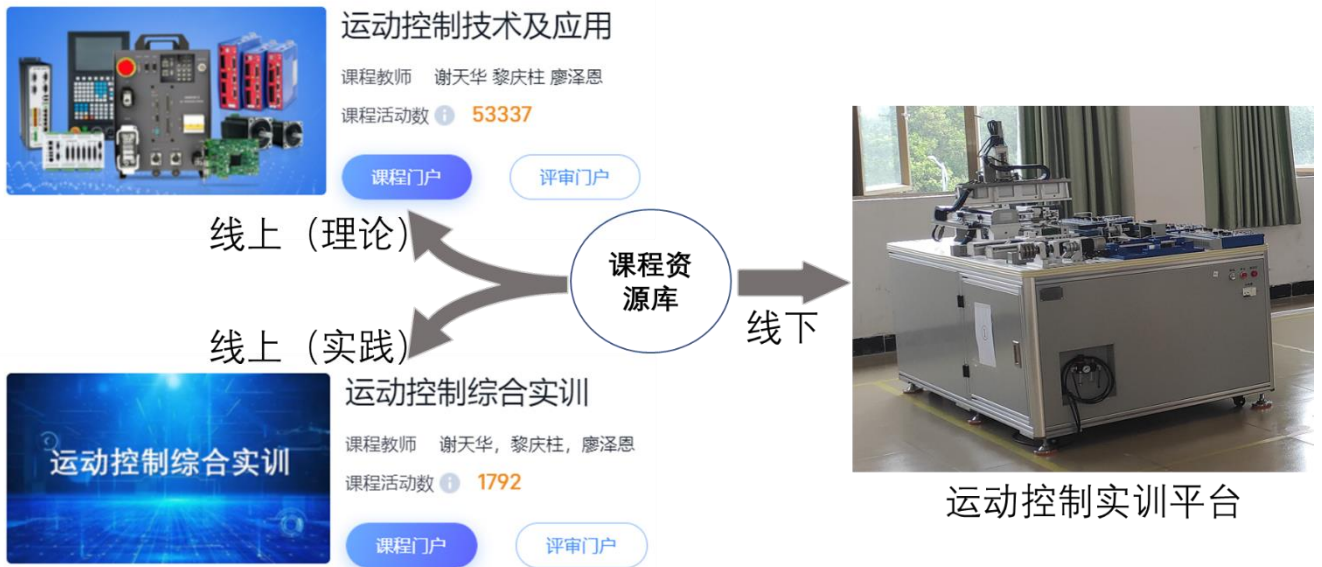 运动控制技术及应用
课程教师 谢天华 黎庆柱 廖泽恩
课程活动数 53337
课程门户 评审门户
线上（理论）
课程资
源库
线下
线上（实践）
运动控制综合实训
运动控制综合实训
课程教师 谢天华，黎庆柱，廖泽恩
课程活动数 1792
课程门户 评审门户
运动控制实训平台